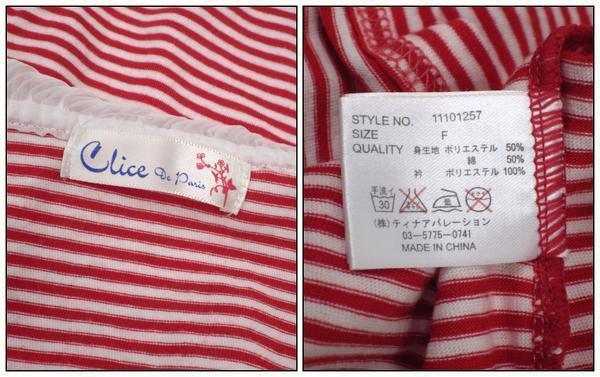 Clice De Paris
STYLE NO. 11101257
SIZE F
QUALITY 身生地 ポリエステル 50%
綿 50%
衿 ポリエステル 100%
手洗イ 30
(株)ティナアパレーション
03-5775-0741
MADE IN CHINA